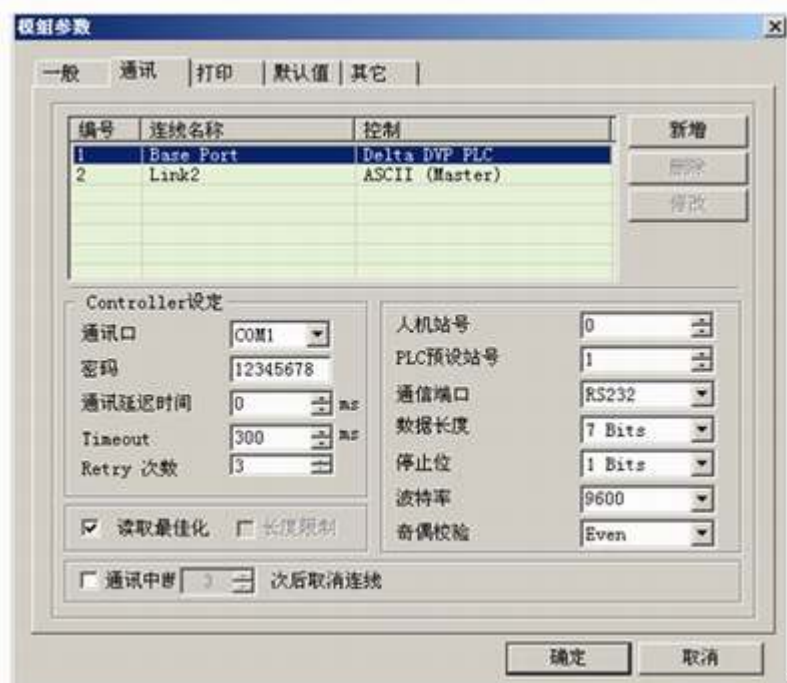 模组参数
一般 通讯 打印 默认值 其它
编号 连线名称 控制
1 Base Port Delta DVP PLC
2 Link2 ASCII (Master)
新增
删除
修改
Controller设定
通讯口 COM1
密码 12345678
通讯延迟时间 0 ms
Timeout 300 ms
Retry 次数 3
人机站号 0
PLC预设站号 1
通信端口 RS232
数据长度 7 Bits
停止位 1 Bits
波特率 9600
奇偶校验 Even
读取最佳化 长度限制
通讯中断 3 次后取消连线
确定 取消